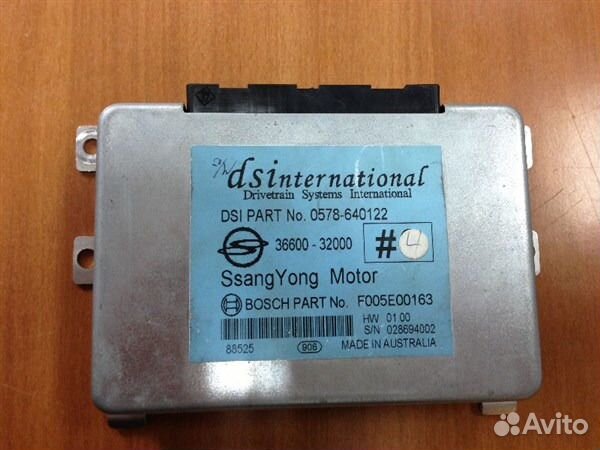 dsinternational
Drivetrain Systems International
DSI PART No. 0578-640122
36600 - 32000 # 4
SsangYong Motor
BOSCH PART No. F005E00163
HW 01.00
S/N 028694002
88525 906 MADE IN AUSTRALIA
Avito